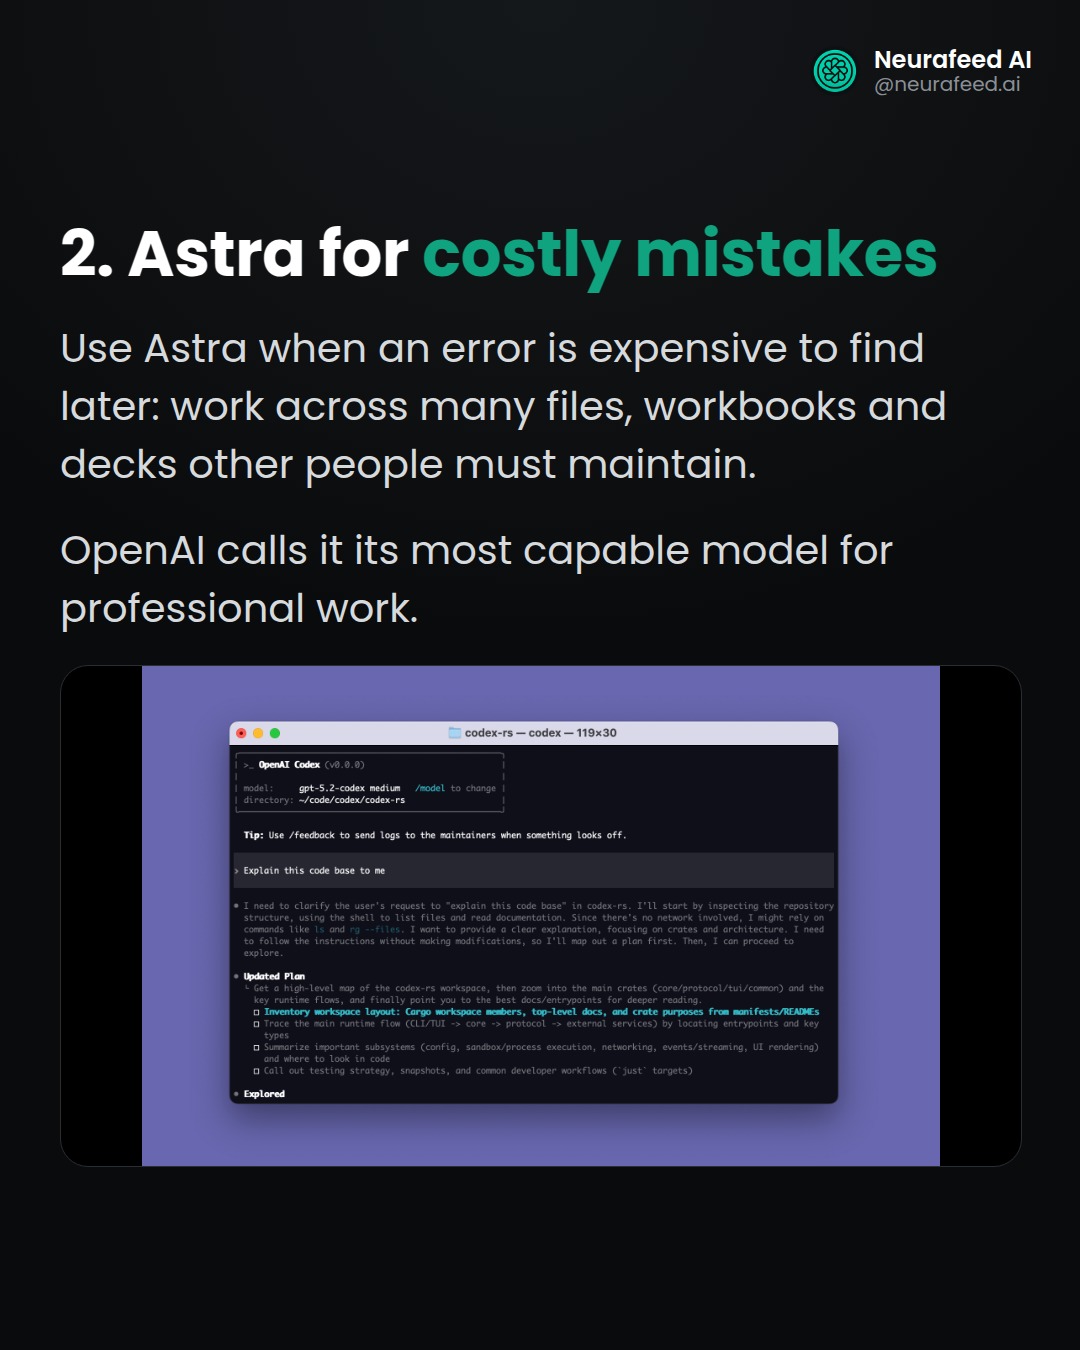 Neurafeed AI
@neurafeed.ai
2. Astra for costly mistakes
Use Astra when an error is expensive to find
later: work across many files, workbooks and
decks other people must maintain.
OpenAI calls it its most capable model for
professional work.
codex-rs — codex — 119×30
>_ OpenAI Codex (v0.0.0)
model: gpt-5.2-codex medium /model to change
directory: ~/code/codex/codex-rs
Tip: Use /feedback to send logs to the maintainers when something looks off.
› Explain this code base to me
• I need to clarify the user's request to "explain this code base" in codex-rs. I'll start by inspecting the repository
structure, using the shell to list files and read documentation. Since there's no network involved, I might rely on
commands like ls and rg --files. I want to provide a clear explanation, focusing on crates and architecture. I need
to follow the instructions without making modifications, so I'll map out a plan first. Then, I can proceed to
explore.
• Updated Plan
└ Get a high-level map of the codex-rs workspace, then zoom into the main crates (core/protocol/tui/common) and the
key runtime flows, and finally point you to the best docs/entrypoints for deeper reading.
□ Inventory workspace layout: Cargo workspace members, top-level docs, and crate purposes from manifests/READMEs
□ Trace the main runtime flow (CLI/TUI -> core -> protocol -> external services) by locating entrypoints and key
types
□ Summarize important subsystems (config, sandbox/process execution, networking, events/streaming, UI rendering)
and where to look in code
□ Call out testing strategy, snapshots, and common developer workflows (`just` targets)
• Explored